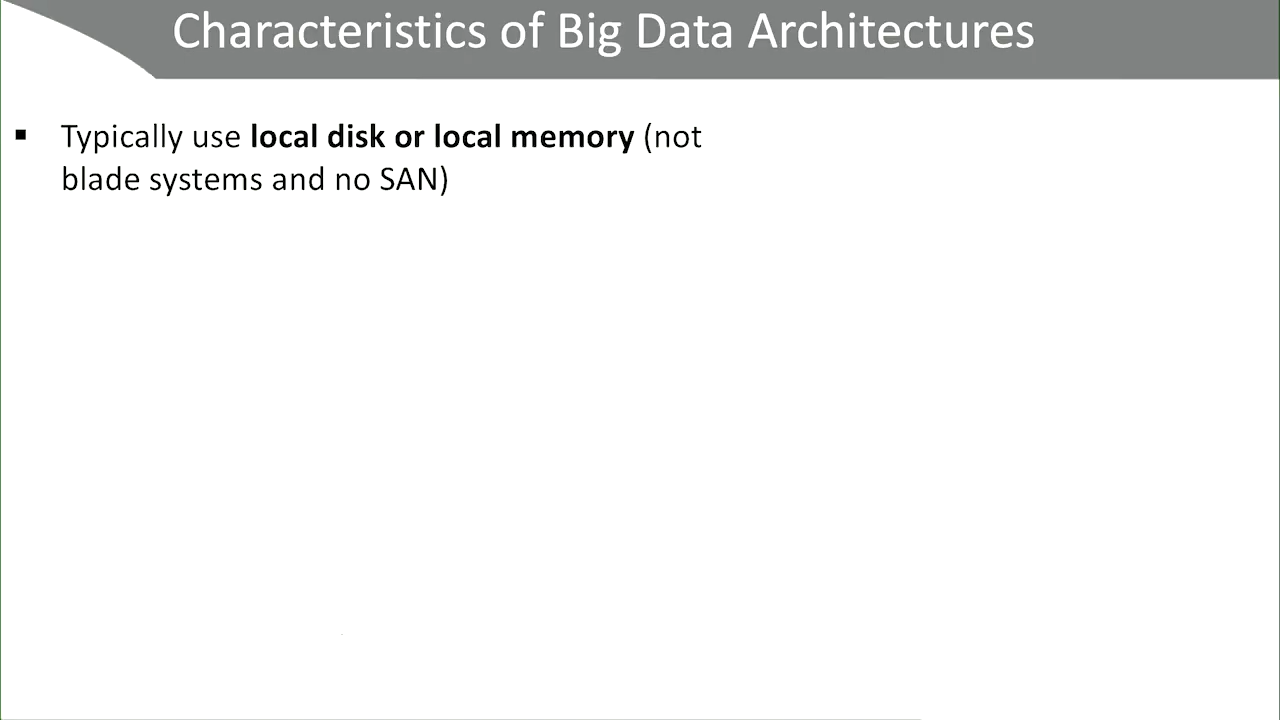 Characteristics of Big Data Architectures
▪ Typically use local disk or local memory (not
blade systems and no SAN)